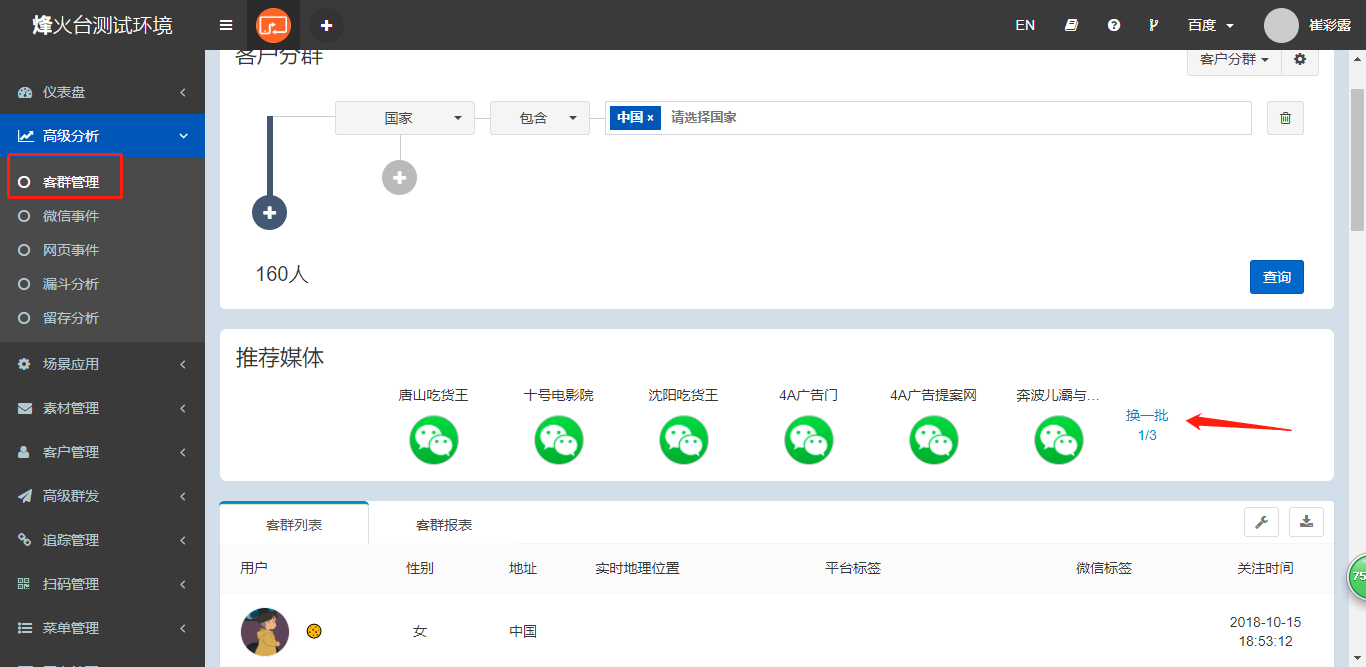 烽火台测试环境
EN
百度
崔彩露
客户分群
客户分群
仪表盘
高级分析
客群管理
微信事件
网页事件
漏斗分析
留存分析
场景应用
素材管理
客户管理
高级群发
追踪管理
扫码管理
菜单管理
国家
包含
中国 ×
请选择国家
160人
查询
推荐媒体
唐山吃货王
十号电影院
沈阳吃货王
4A广告门
4A广告提案网
奔波儿灞与...
换一批
1/3
客群列表
客群报表
用户
性别
地址
实时地理位置
平台标签
微信标签
关注时间
女
中国
2018-10-15
18:53:12
75